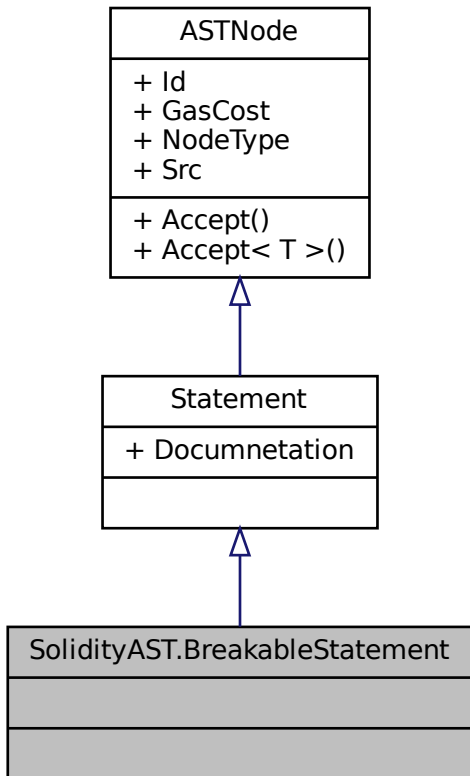 ASTNode
+ Id
+ GasCost
+ NodeType
+ Src
+ Accept()
+ Accept< T >()
Statement
+ Documnetation
SolidityAST.BreakableStatement